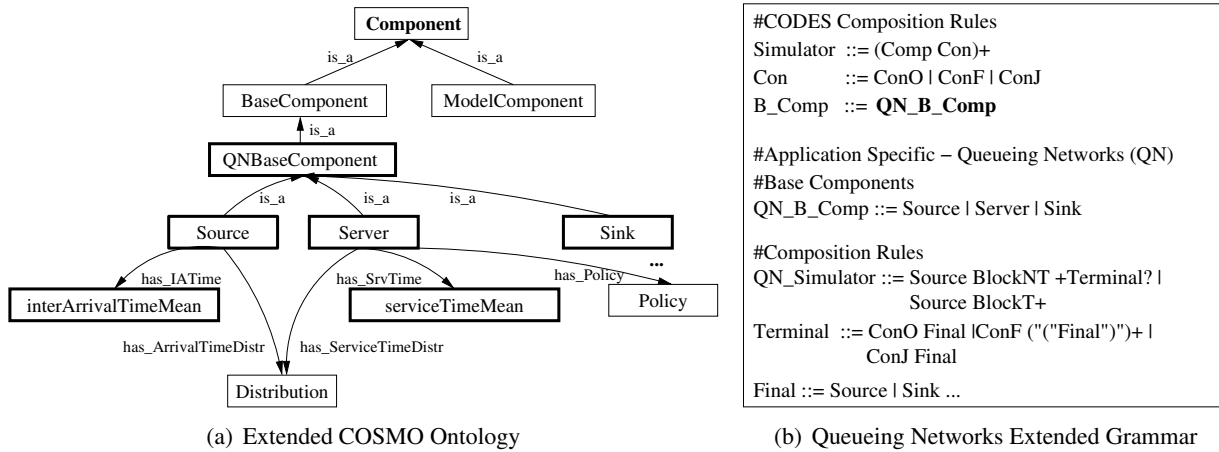 Component
is_a
is_a
BaseComponent
ModelComponent
is_a
QNBaseComponent
is_a
is_a
is_a
Source
Server
Sink
...
has_IATime
has_SrvTime
has_Policy
interArrivalTimeMean
serviceTimeMean
Policy
has_ArrivalTimeDistr
has_ServiceTimeDistr
Distribution
(a) Extended COSMO Ontology
#CODES Composition Rules
Simulator ::= (Comp Con)+
Con ::= ConO | ConF | ConJ
B_Comp ::= QN_B_Comp
#Application Specific − Queueing Networks (QN)
#Base Components
QN_B_Comp ::= Source | Server | Sink
#Composition Rules
QN_Simulator ::= Source BlockNT +Terminal? |
Source BlockT+
Terminal ::= ConO Final |ConF ("("Final")")+ |
ConJ Final
Final ::= Source | Sink ...
(b) Queueing Networks Extended Grammar